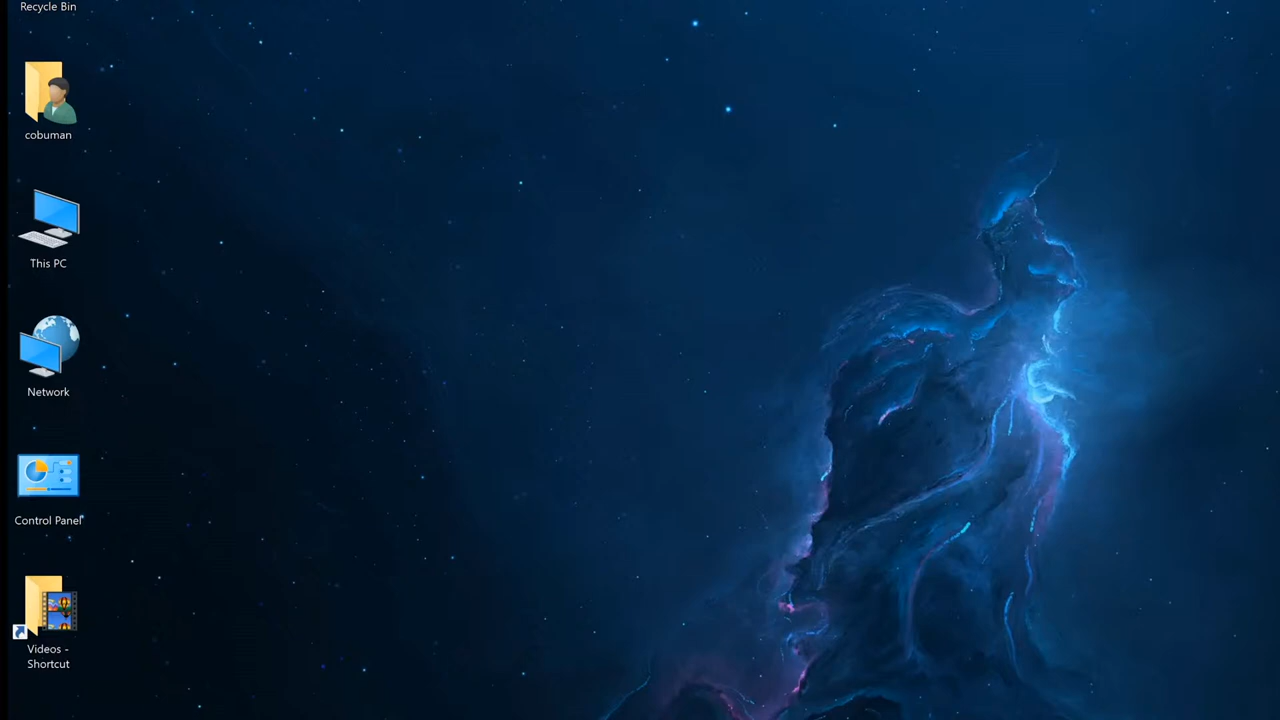 Recycle Bin
cobuman
This PC
Network
Control Panel
Videos -
Shortcut